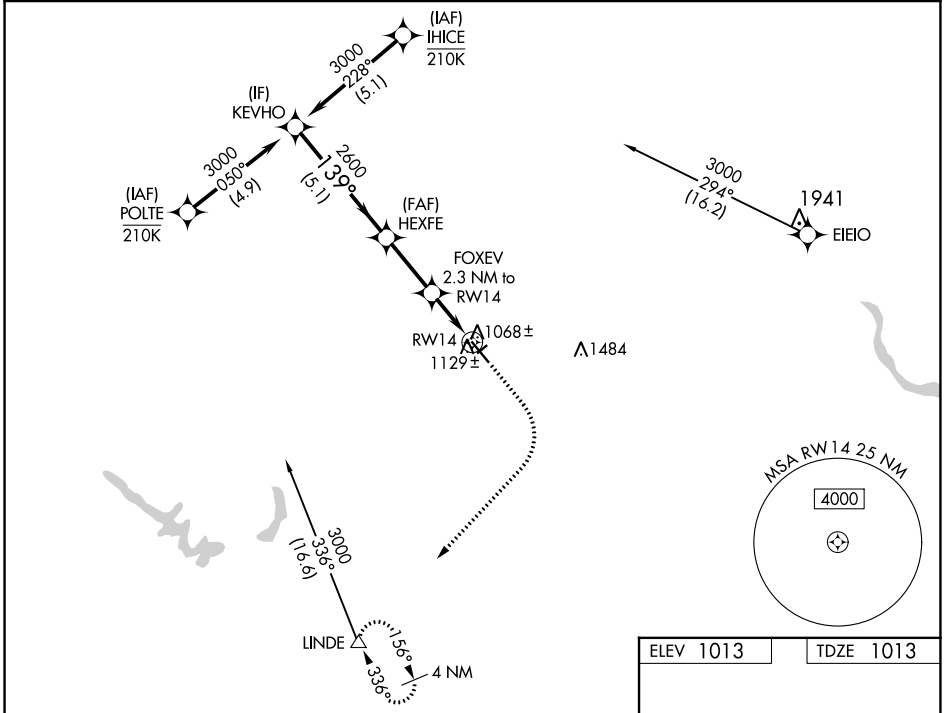 (IAF)
IHICE
210K
3000
228°
(5.1)
(IF)
KEVHO
3000
050°
(4.9)
(IAF)
POLTE
210K
2600
139°
(5.1)
(FAF)
HEXFE
FOXEV
2.3 NM to
RW14
RW14
1068±
1129±
1484
3000
294°
(16.2)
1941
EIEIO
MSA RW14 25 NM
4000
3000
336°
(16.6)
LINDE
156°
336°
4 NM
ELEV 1013
TDZE 1013